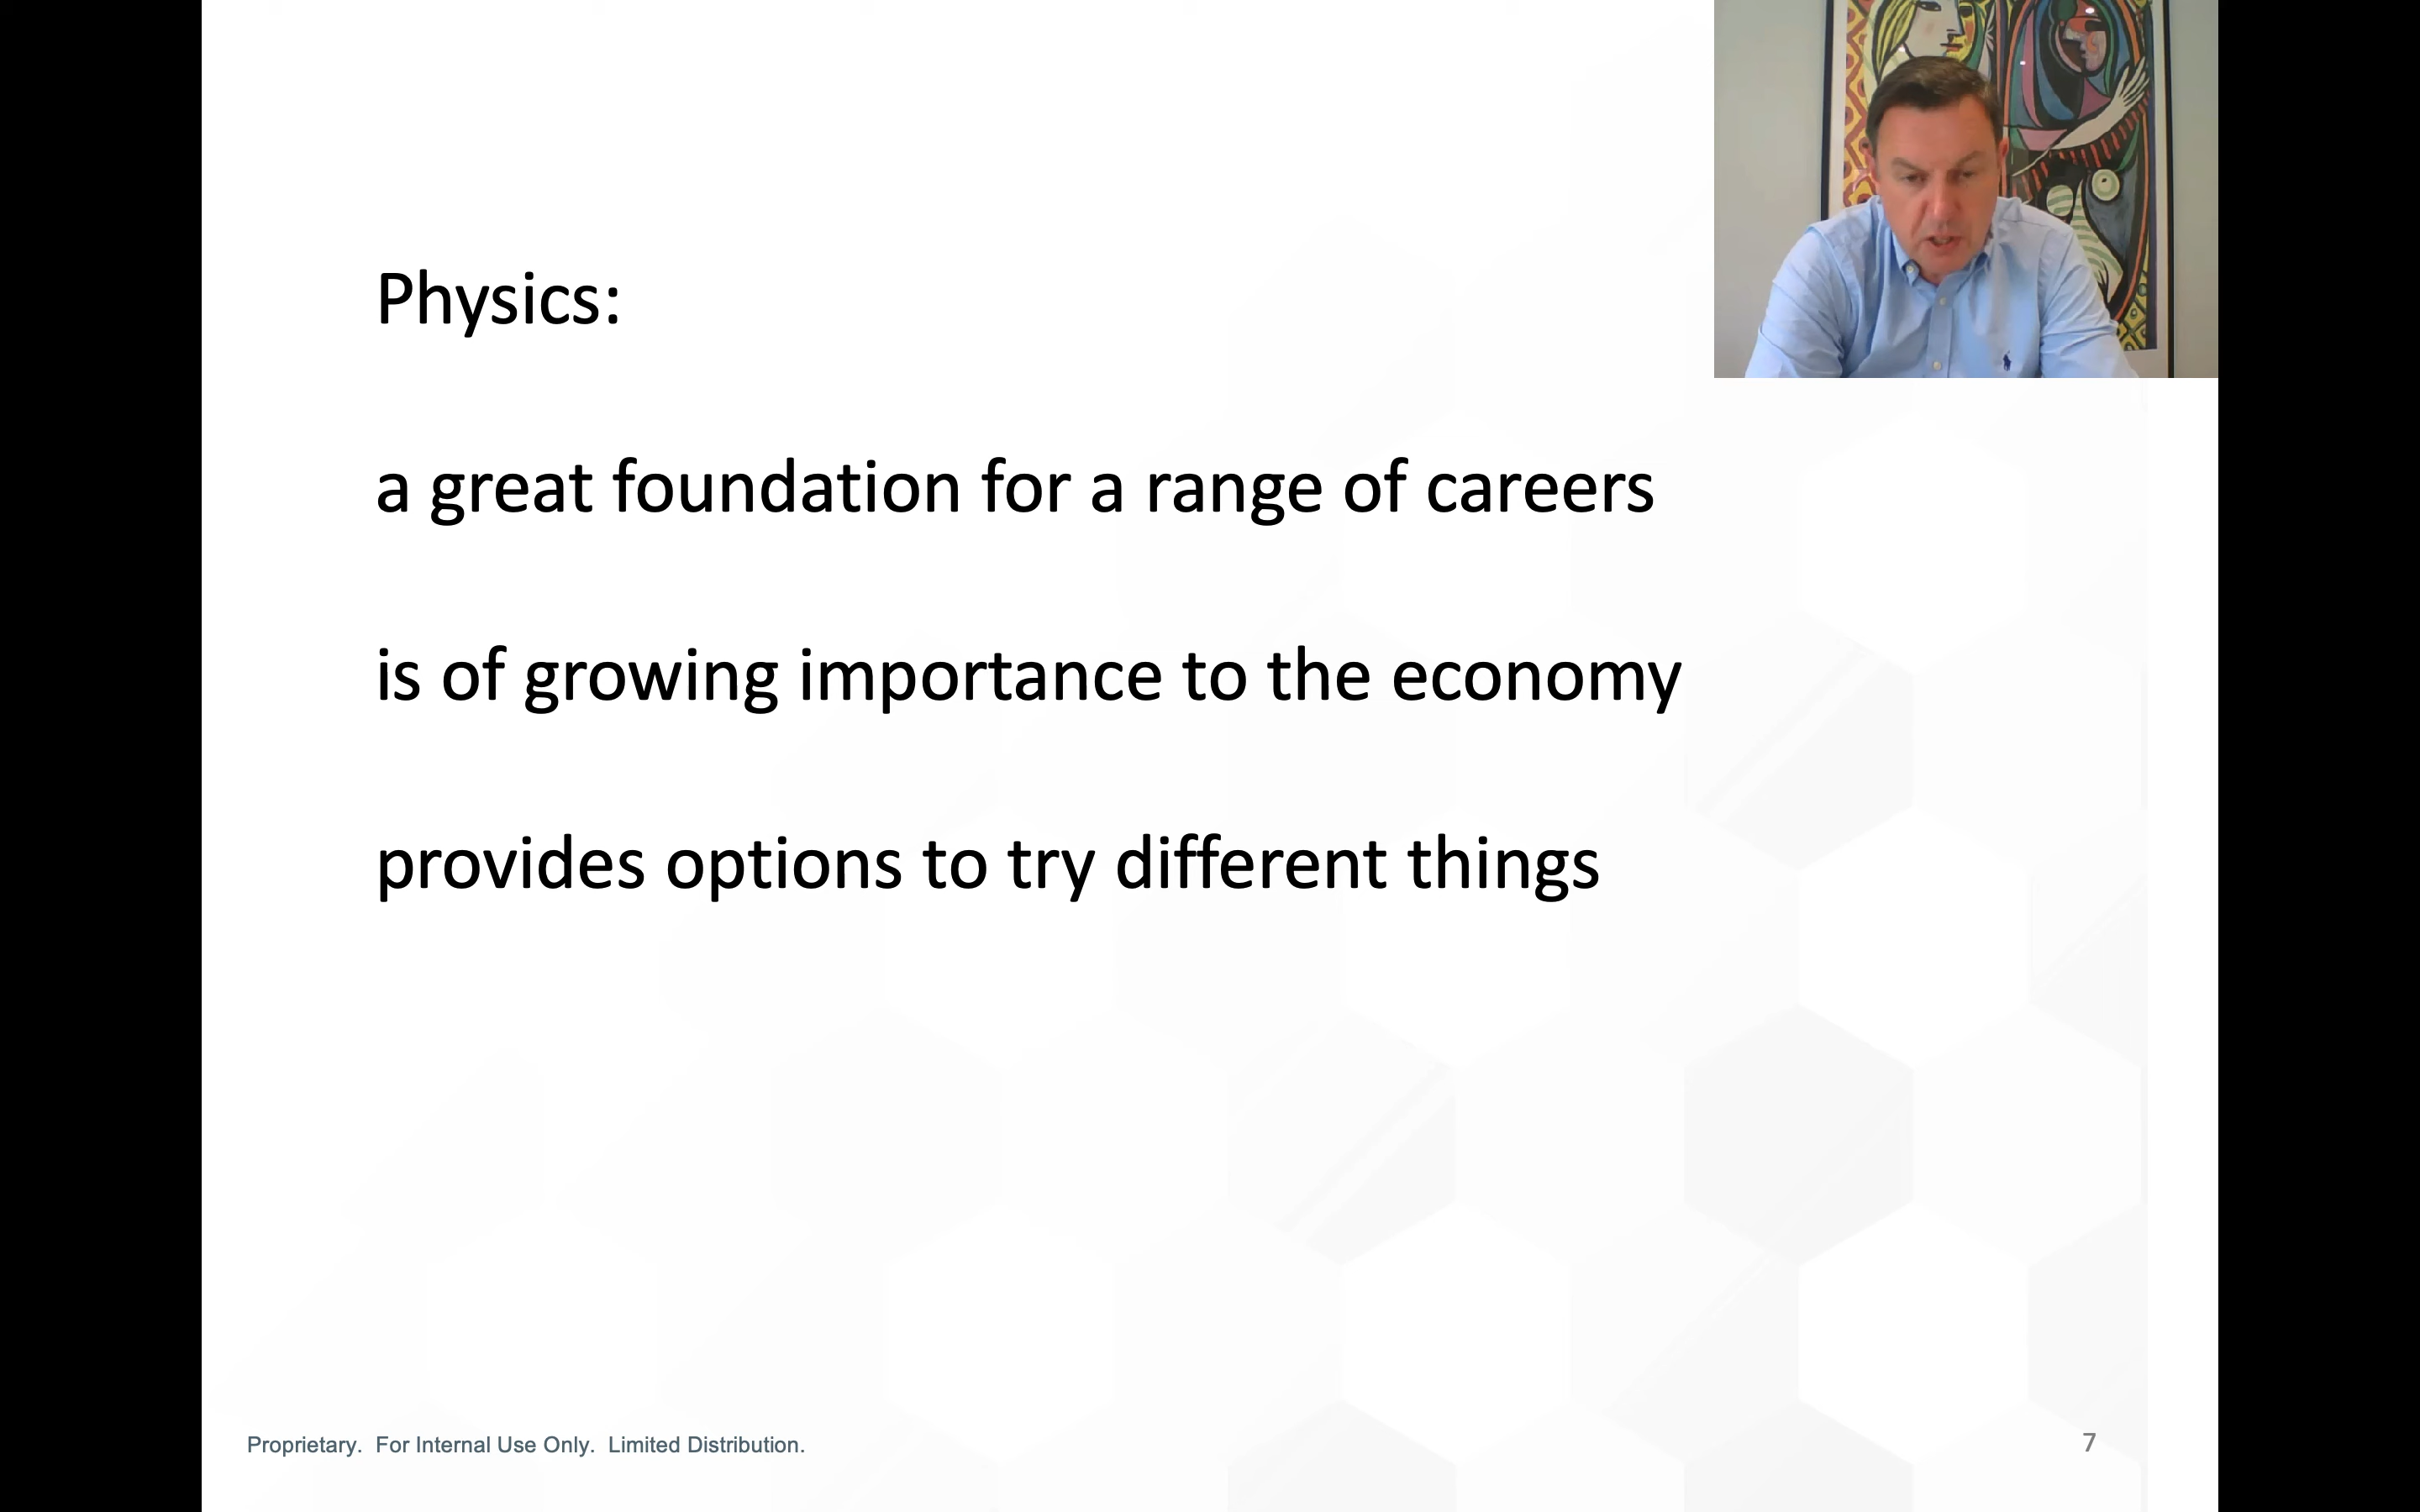 Physics:
a great foundation for a range of careers
is of growing importance to the economy
provides options to try different things
Proprietary.  For Internal Use Only.  Limited Distribution.
7